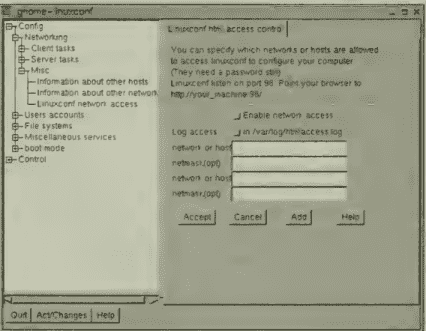 gnome-linuxconf
Config
Networking
Client tasks
Server tasks
Misc
Information about other hosts
Information about other network
Linuxconf network access
Users accounts
File systems
Miscellaneous services
boot mode
Control
Linuxconf html access control
You can specify which networks or hosts are allowed
to access linuxconf to configure your computer
(They need a password still)
Linuxconf listen on port 98. Point your browser to
http://your_machine:98/
Enable network access
Log access
in /var/log/htmlaccess.log
network or host
netmask(opt)
network or host
netmask(opt)
Accept
Cancel
Add
Help
Quit
Act/Changes
Help